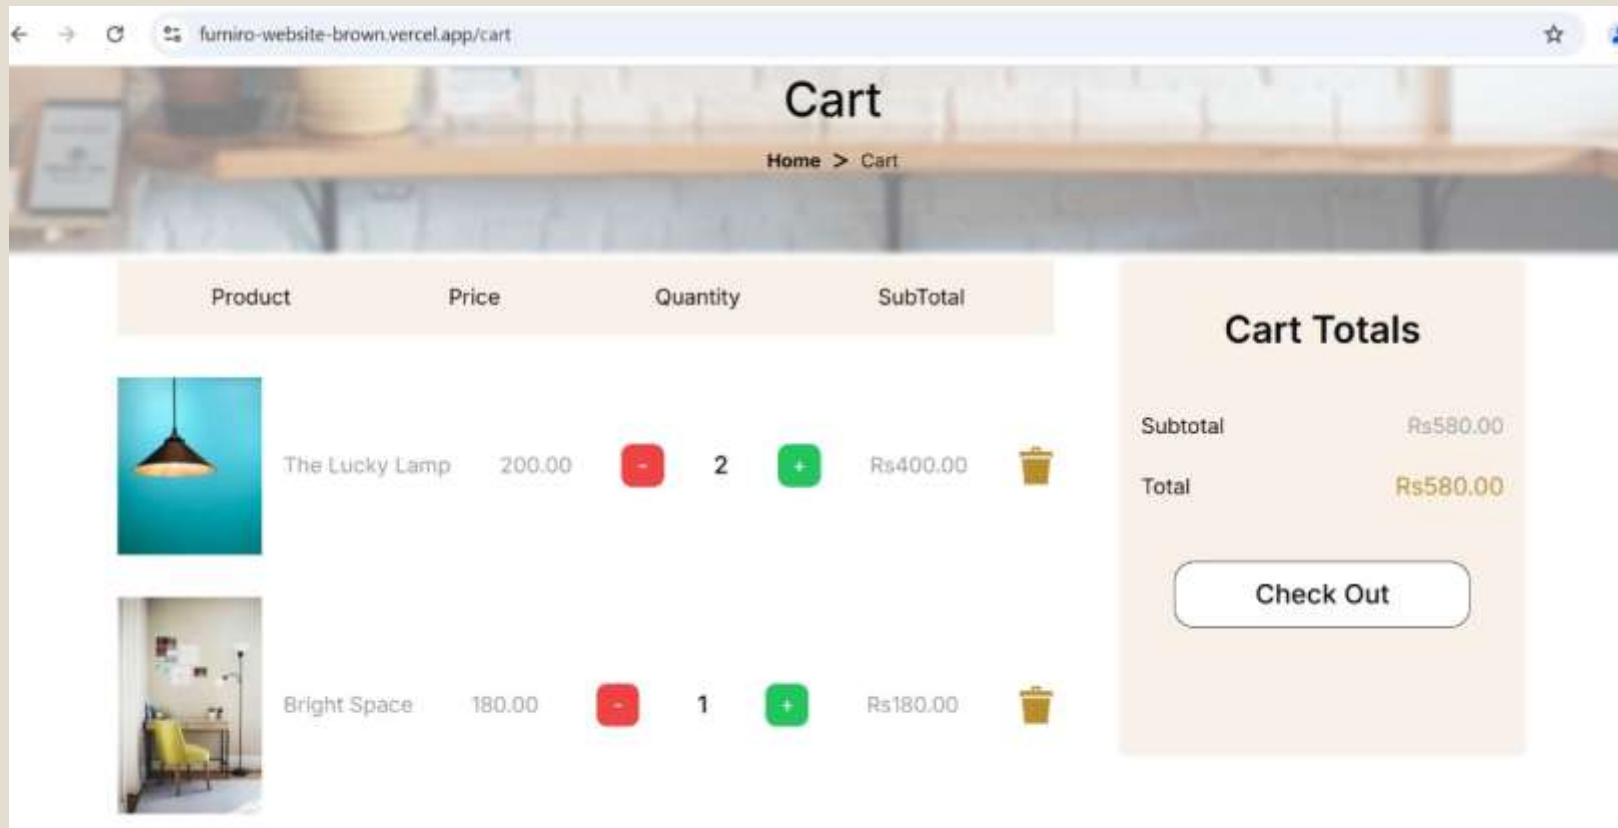 furniro-website-brown.vercel.app/cart
Cart
Home > Cart
Product Price Quantity SubTotal
The Lucky Lamp 200.00 - 2 + Rs400.00
Bright Space 180.00 - 1 + Rs180.00
Cart Totals
Subtotal Rs580.00
Total Rs580.00
Check Out